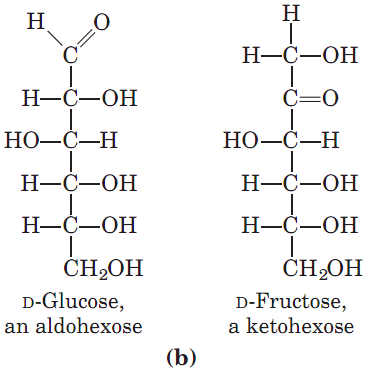 H O
C
H—C—OH
HO—C—H
H—C—OH
H—C—OH
CH₂OH
D-Glucose,
an aldohexose
H
H—C—OH
C=O
HO—C—H
H—C—OH
H—C—OH
CH₂OH
D-Fructose,
a ketohexose
(b)